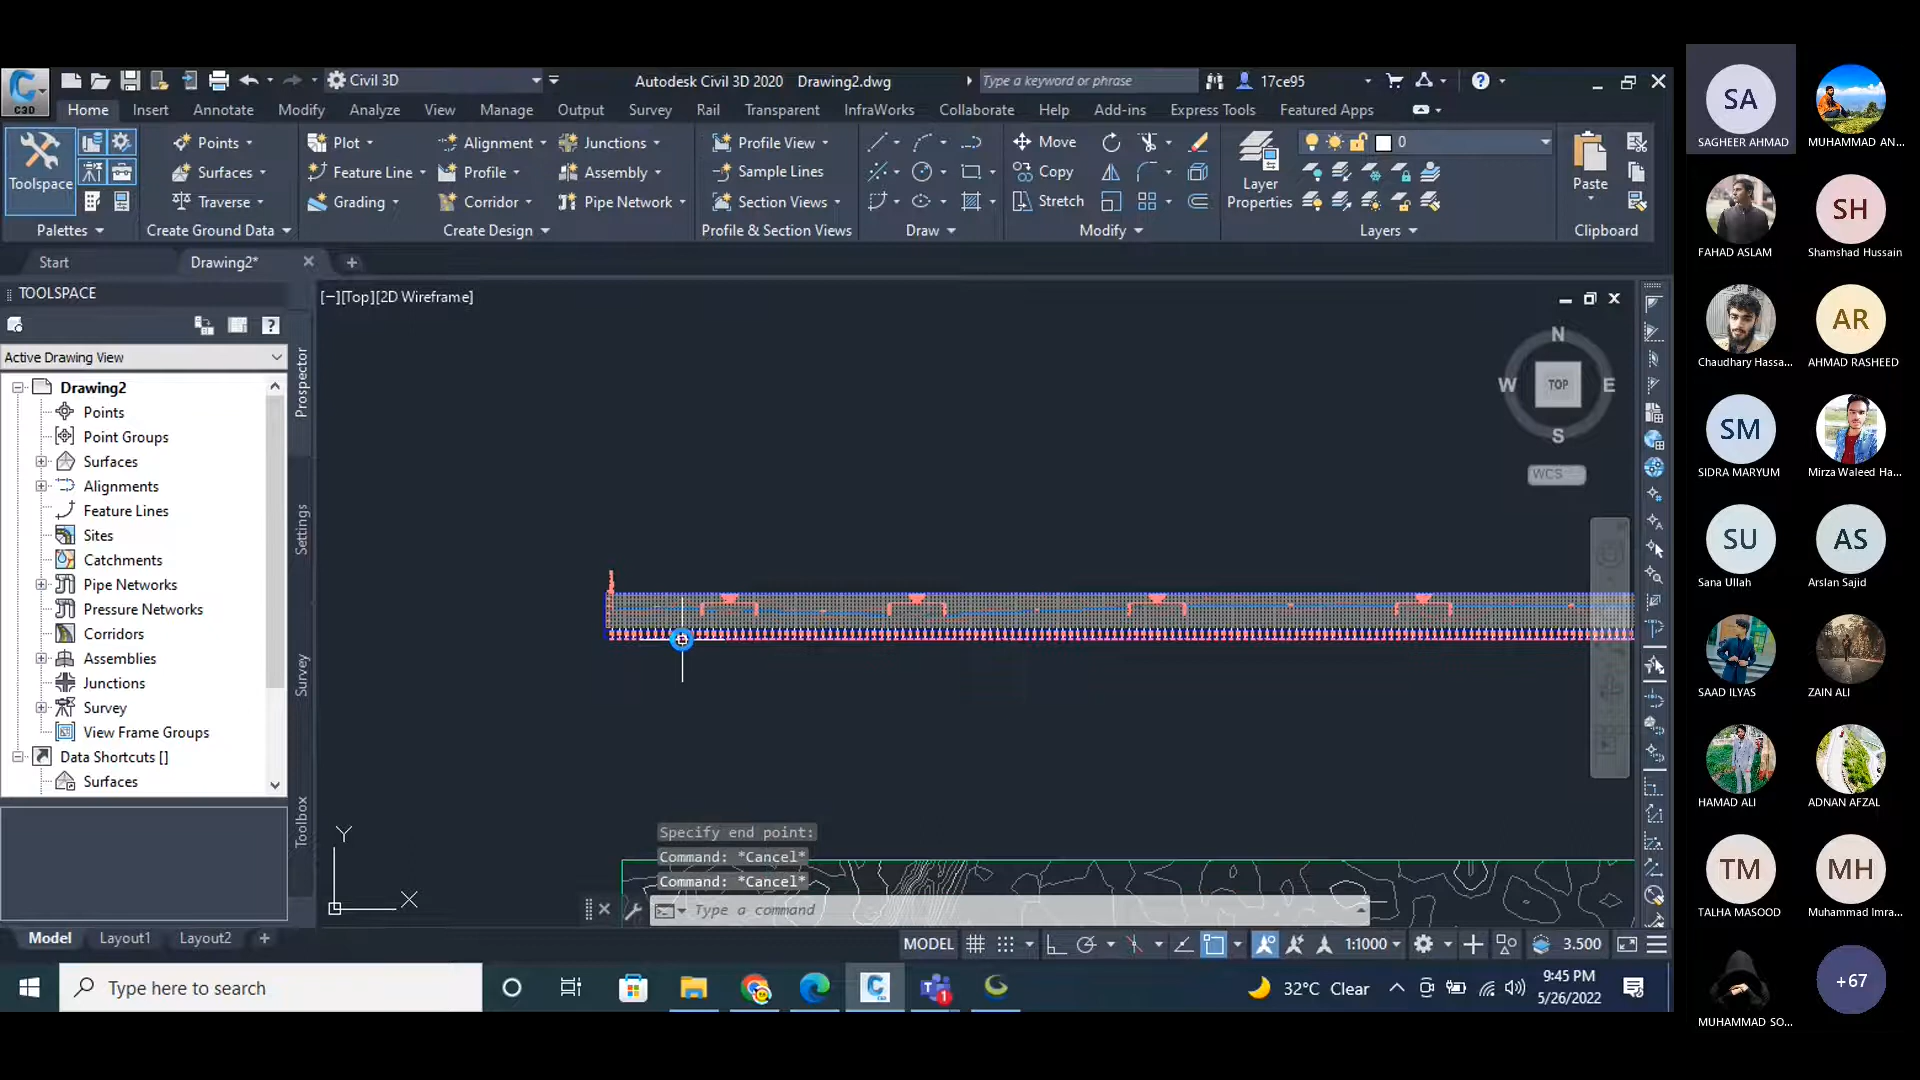 C3D
Civil 3D
Autodesk Civil 3D 2020 Drawing2.dwg
Type a keyword or phrase
17ce95
Home Insert Annotate Modify Analyze View Manage Output Survey Rail Transparent InfraWorks Collaborate Help Add-ins Express Tools Featured Apps
Toolspace
Palettes
Points
Surfaces
Traverse
Create Ground Data
Plot
Feature Line
Grading
Alignment
Profile
Corridor
Junctions
Assembly
Pipe Network
Create Design
Profile View
Sample Lines
Section Views
Profile & Section Views
Draw
Move
Copy
Stretch
Modify
Layer
Properties
0
Layers
Paste
Clipboard
Start
Drawing2*
TOOLSPACE
Active Drawing View
Drawing2
Points
Point Groups
Surfaces
Alignments
Feature Lines
Sites
Catchments
Pipe Networks
Pressure Networks
Corridors
Assemblies
Junctions
Survey
View Frame Groups
Data Shortcuts []
Surfaces
Prospector
Settings
Survey
Toolbox
[−][Top][2D Wireframe]
N
W TOP E
S
WCS
Y
X
Specify end point:
Command: *Cancel*
Command: *Cancel*
Type a command
Model Layout1 Layout2 +
MODEL
1:1000
3.500
Type here to search
1
32°C Clear
9:45 PM
5/26/2022
SA
SAGHEER AHMAD
MUHAMMAD AN...
FAHAD ASLAM
SH
Shamshad Hussain
Chaudhary Hassa...
AR
AHMAD RASHEED
SM
SIDRA MARYUM
Mirza Waleed Ha...
SU
Sana Ullah
AS
Arslan Sajid
SAAD ILYAS
ZAIN ALI
HAMAD ALI
ADNAN AFZAL
TM
TALHA MASOOD
MH
Muhammad Imra...
MUHAMMAD SO...
+67